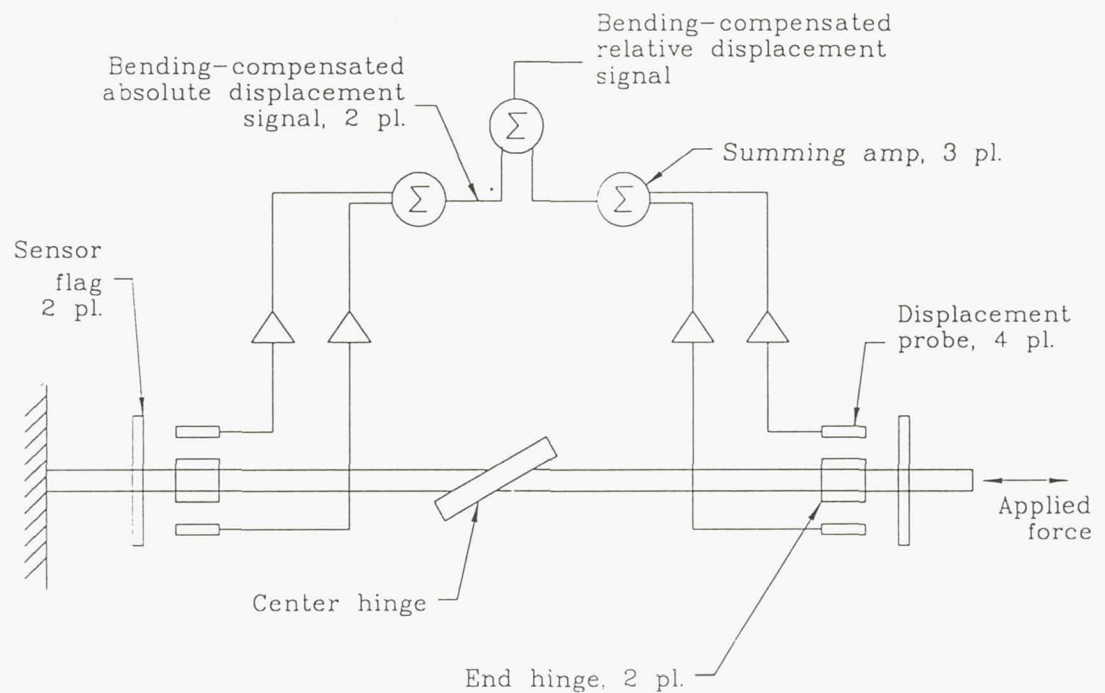 Bending-compensated
relative displacement
signal
Bending-compensated
absolute displacement
signal, 2 pl.
Σ
Summing amp, 3 pl.
Σ
Σ
Sensor
flag
2 pl.
Displacement
probe, 4 pl.
Applied
force
Center hinge
End hinge, 2 pl.